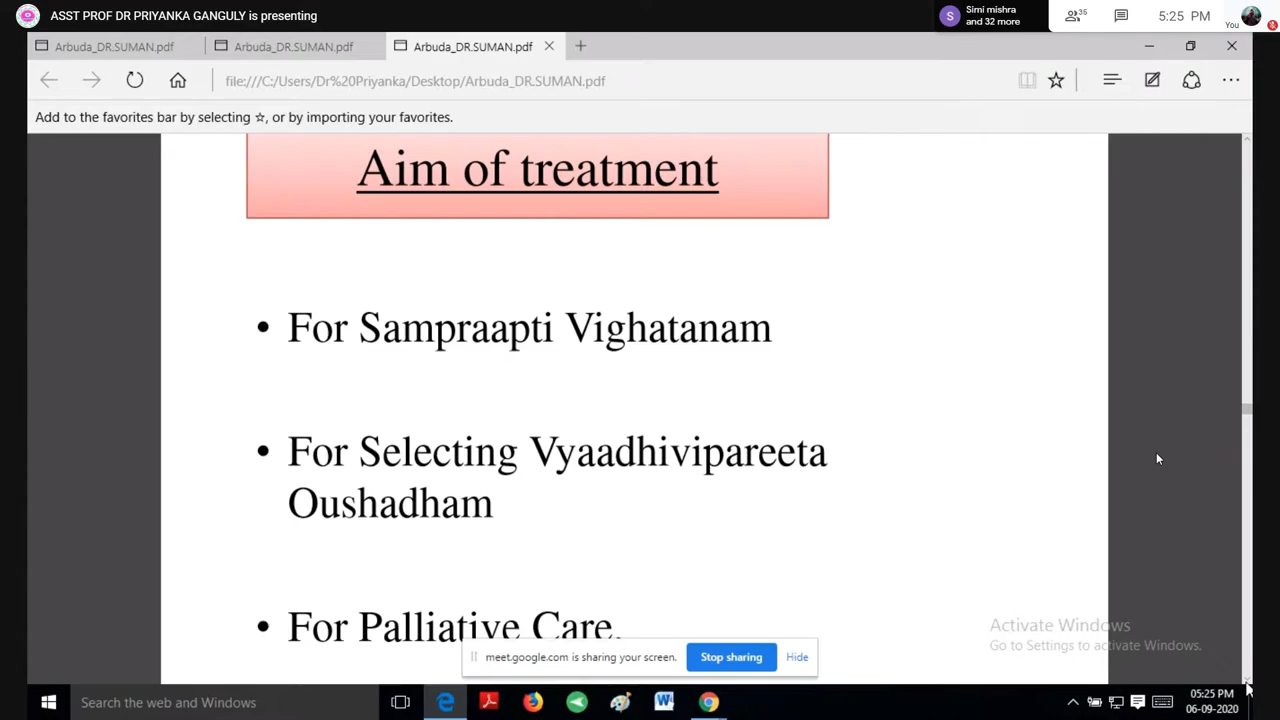 ASST PROF DR PRIYANKA GANGULY is presenting
S
Simi mishra
and 32 more
35
5:25 PM
You
Arbuda_DR.SUMAN.pdf
Arbuda_DR.SUMAN.pdf
Arbuda_DR.SUMAN.pdf
file:///C:/Users/Dr%20Priyanka/Desktop/Arbuda_DR.SUMAN.pdf
Add to the favorites bar by selecting ☆, or by importing your favorites.
Aim of treatment
• For Sampraapti Vighatanam
• For Selecting Vyaadhivipareeta
Oushadham
• For Palliative Care.
meet.google.com is sharing your screen.
Stop sharing
Hide
Activate Windows
Go to Settings to activate Windows.
Search the web and Windows
05:25 PM
06-09-2020